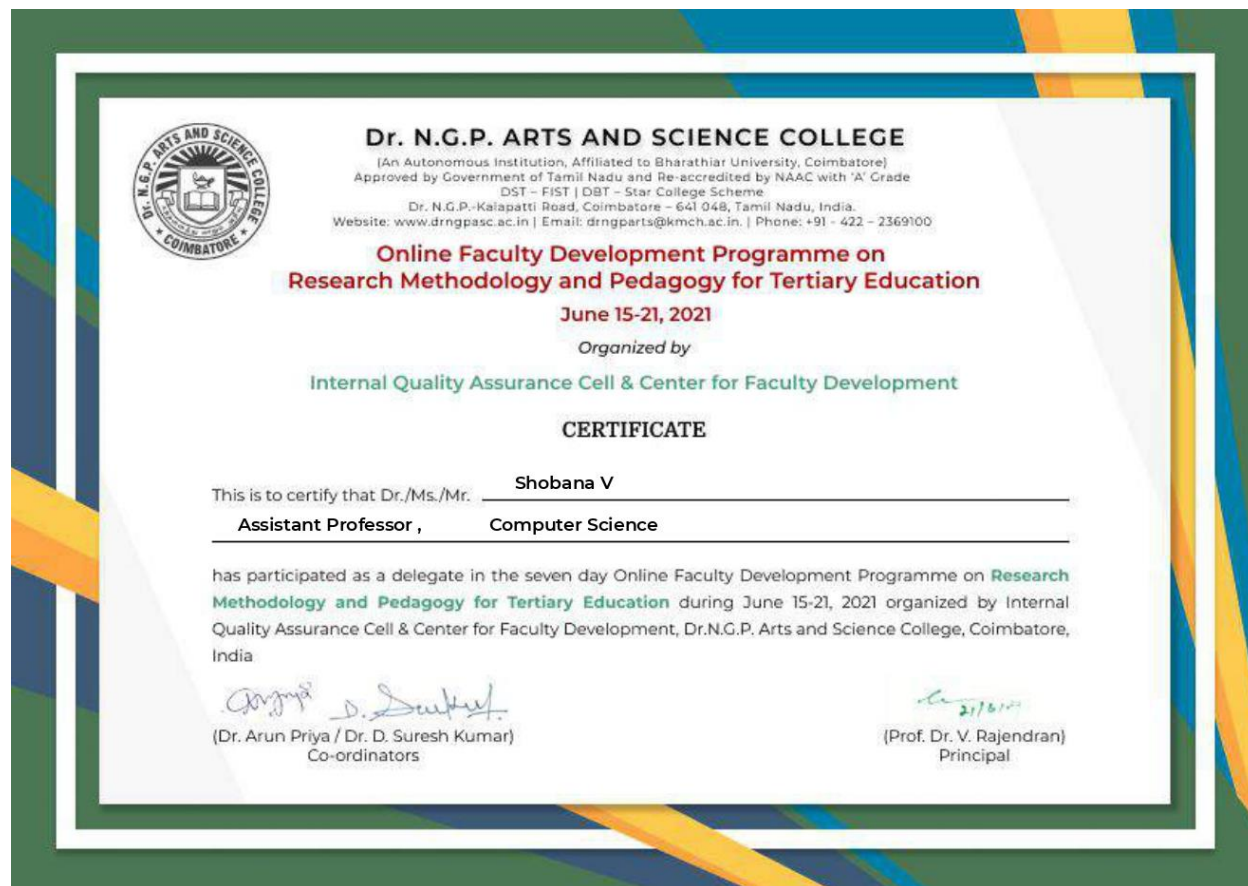 Dr. N.G.P. ARTS AND SCIENCE COLLEGE
COIMBATORE
Dr. N.G.P. ARTS AND SCIENCE COLLEGE
(An Autonomous Institution, Affiliated to Bharathiar University, Coimbatore)
Approved by Government of Tamil Nadu and Re-accredited by NAAC with 'A' Grade
DST – FIST | DBT – Star College Scheme
Dr. N.G.P.-Kalapatti Road, Coimbatore – 641 048, Tamil Nadu, India.
Website: www.drngpasc.ac.in | Email: drngparts@kmch.ac.in. | Phone: +91 - 422 – 2369100
Online Faculty Development Programme on
Research Methodology and Pedagogy for Tertiary Education
June 15-21, 2021
Organized by
Internal Quality Assurance Cell & Center for Faculty Development
CERTIFICATE
This is to certify that Dr./Ms./Mr. Shobana V
Assistant Professor , Computer Science
has participated as a delegate in the seven day Online Faculty Development Programme on Research
Methodology and Pedagogy for Tertiary Education during June 15-21, 2021 organized by Internal
Quality Assurance Cell & Center for Faculty Development, Dr.N.G.P. Arts and Science College, Coimbatore,
India
(Dr. Arun Priya / Dr. D. Suresh Kumar)
Co-ordinators
(Prof. Dr. V. Rajendran)
Principal